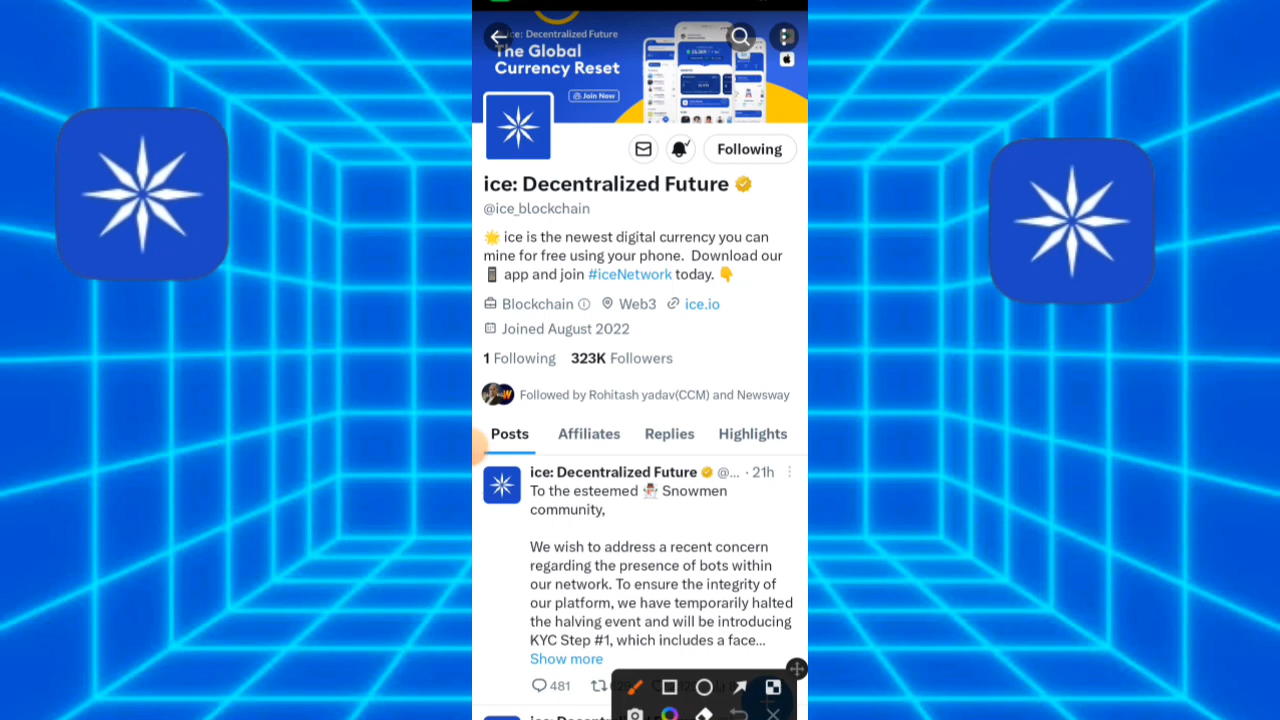 ice: Decentralized Future
The Global
Currency Reset
Join Now
Following
ice: Decentralized Future
@ice_blockchain
🌟 ice is the newest digital currency you can
mine for free using your phone. Download our
📱 app and join #iceNetwork today. 👇
Blockchain Web3 ice.io
Joined August 2022
1 Following 323K Followers
Followed by Rohitash yadav(CCM) and Newsway
Posts Affiliates Replies Highlights
ice: Decentralized Future @... · 21h
To the esteemed ☃️ Snowmen
community,
We wish to address a recent concern
regarding the presence of bots within
our network. To ensure the integrity of
our platform, we have temporarily halted
the halving event and will be introducing
KYC Step #1, which includes a face...
Show more
481